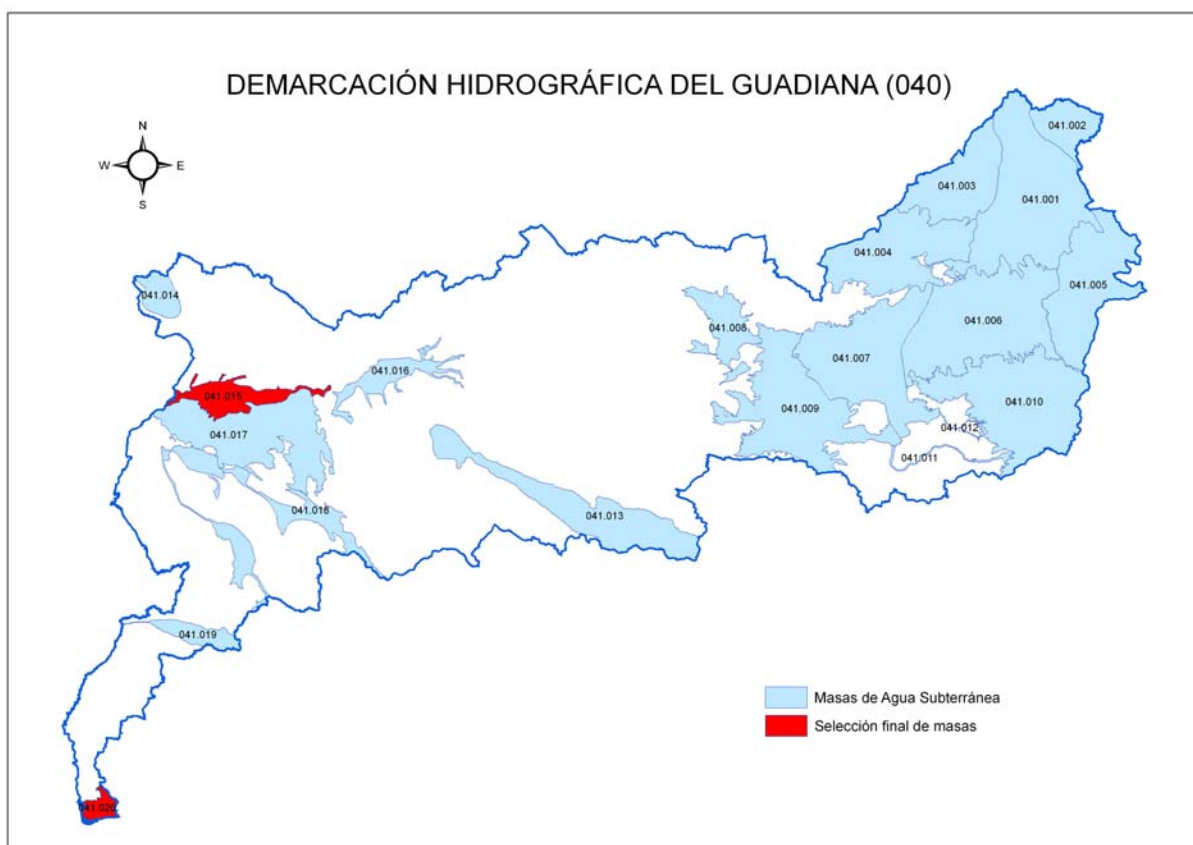 DEMARCACIÓN HIDROGRÁFICA DEL GUADIANA (040)
N
W
E
S
041.002
041.003
041.001
041.004
041.005
041.014
041.006
041.008
041.007
041.016
041.015
041.010
041.009
041.012
041.017
041.011
041.018
041.013
041.019
Masas de Agua Subterránea
Selección final de masas
041.020